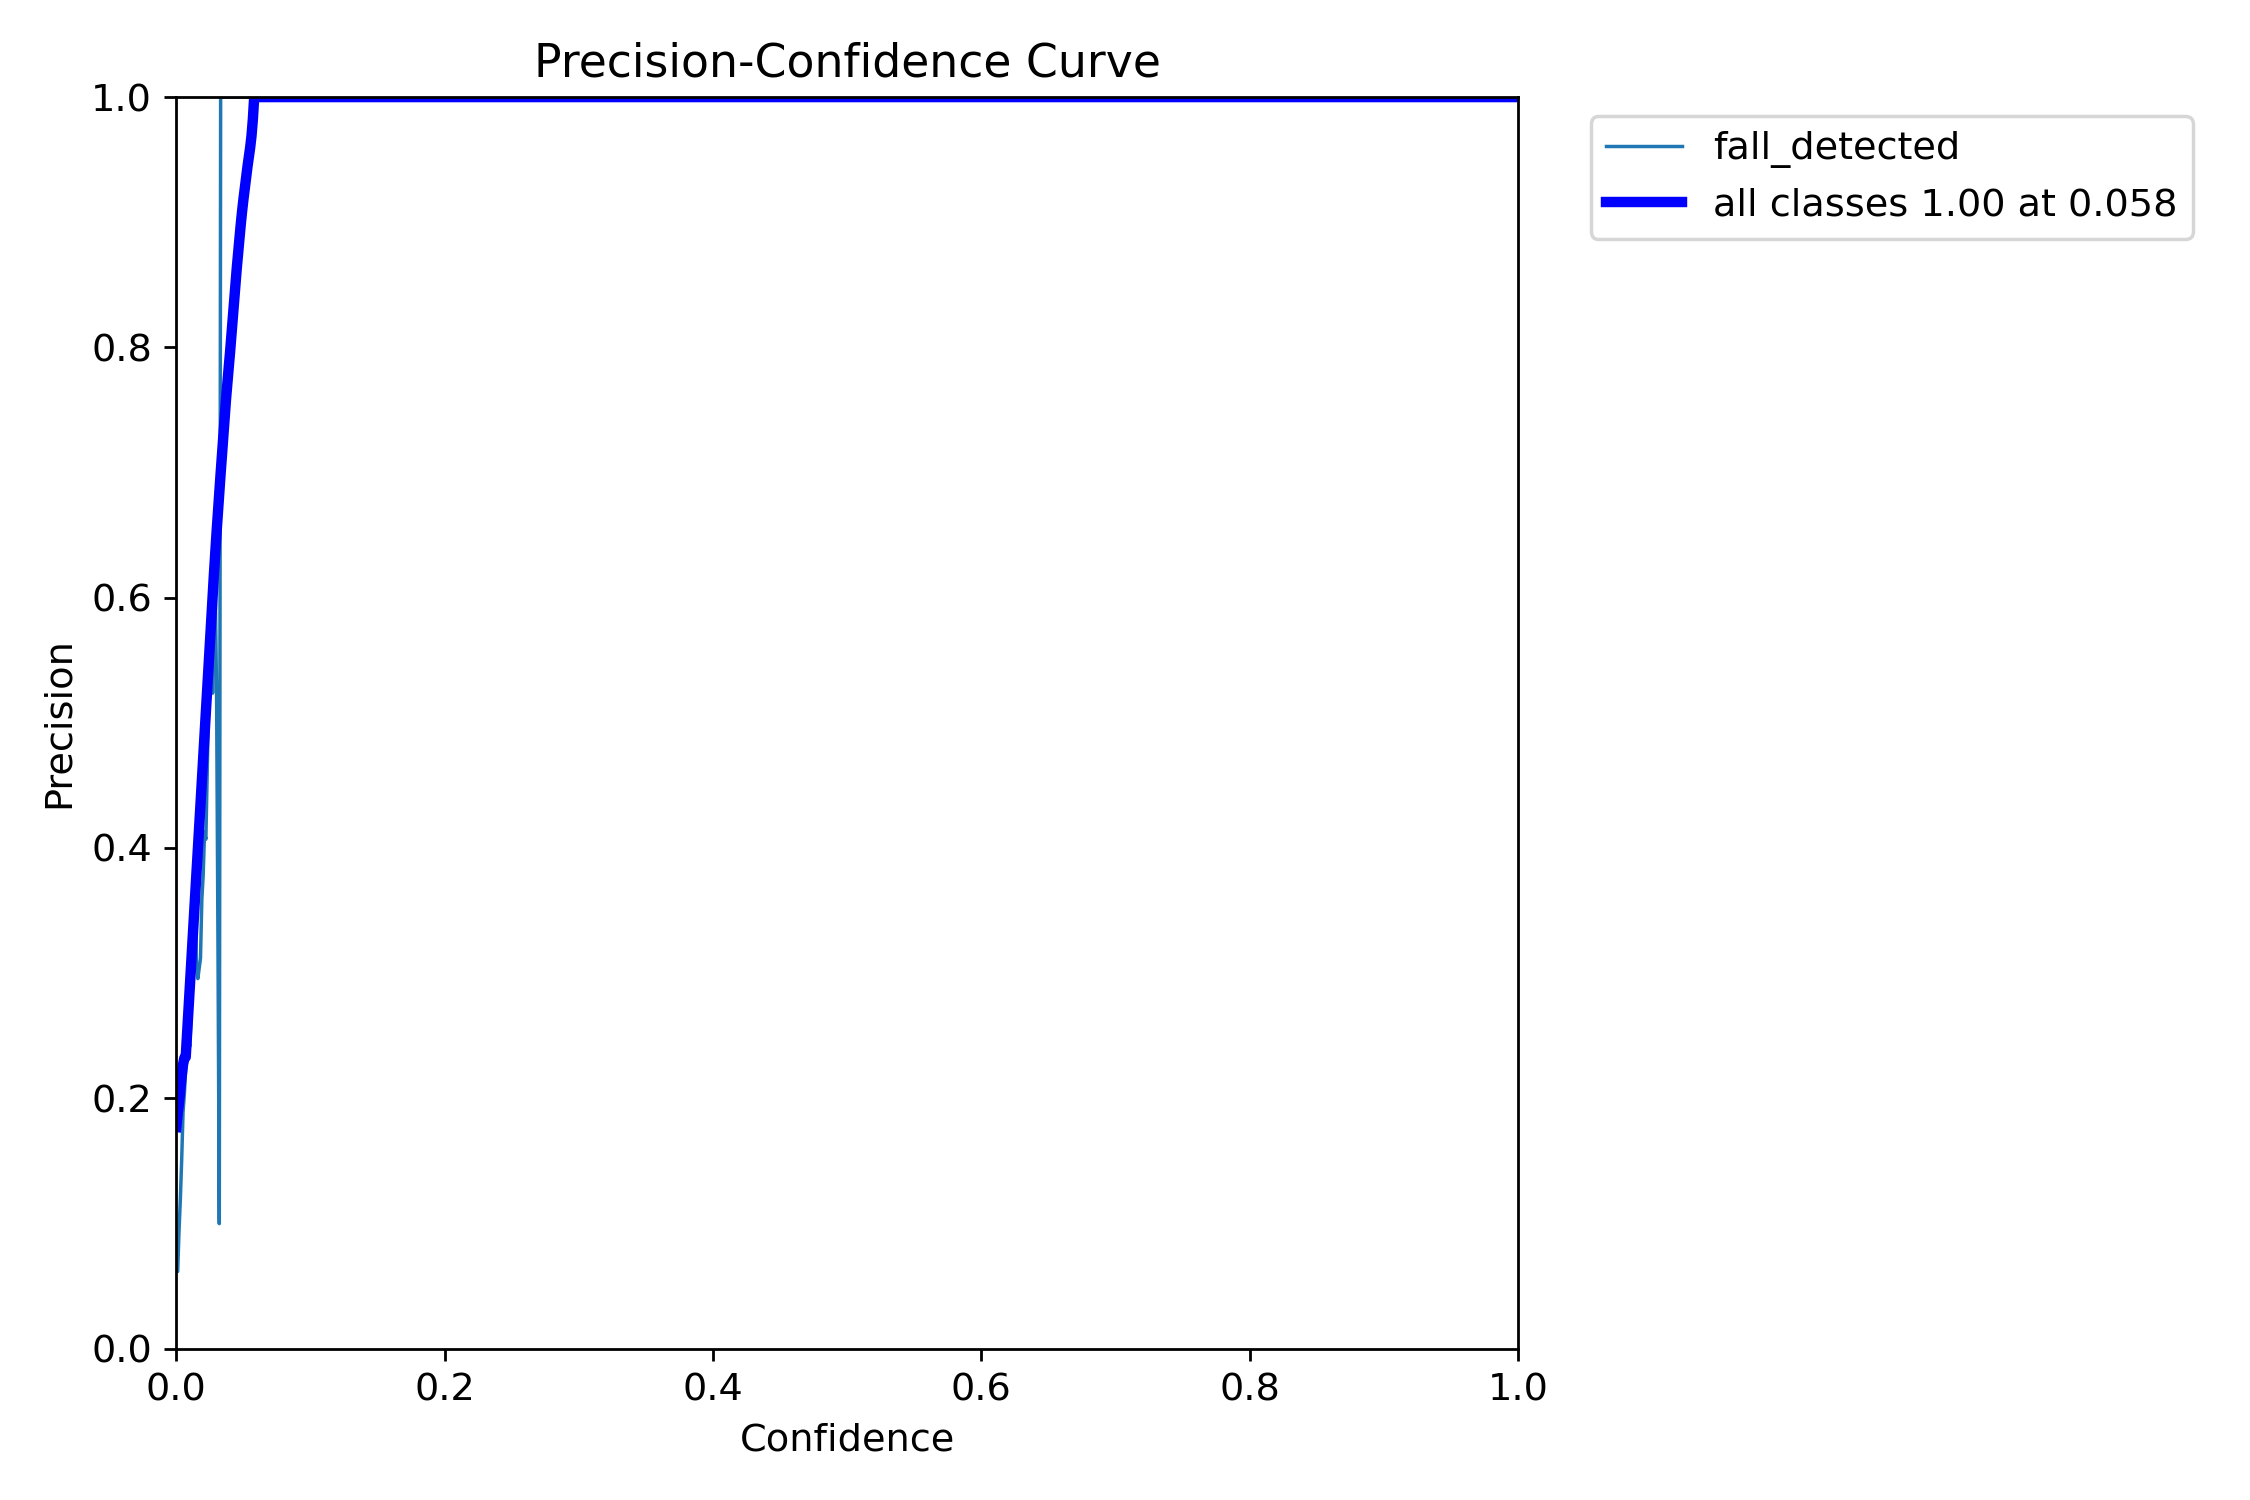 Precision-Confidence Curve
1.0
0.8
0.6
0.4
0.2
0.0
Precision
0.0 0.2 0.4 0.6 0.8 1.0
Confidence
fall_detected
all classes 1.00 at 0.058